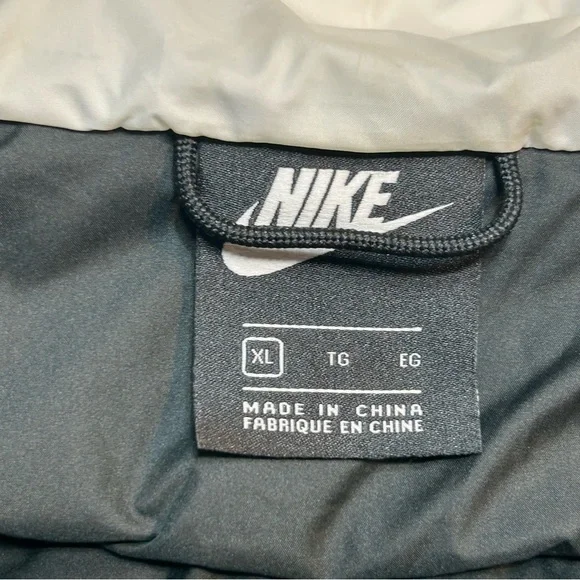 NIKE
XL TG EG
MADE IN CHINA
FABRIQUE EN CHINE